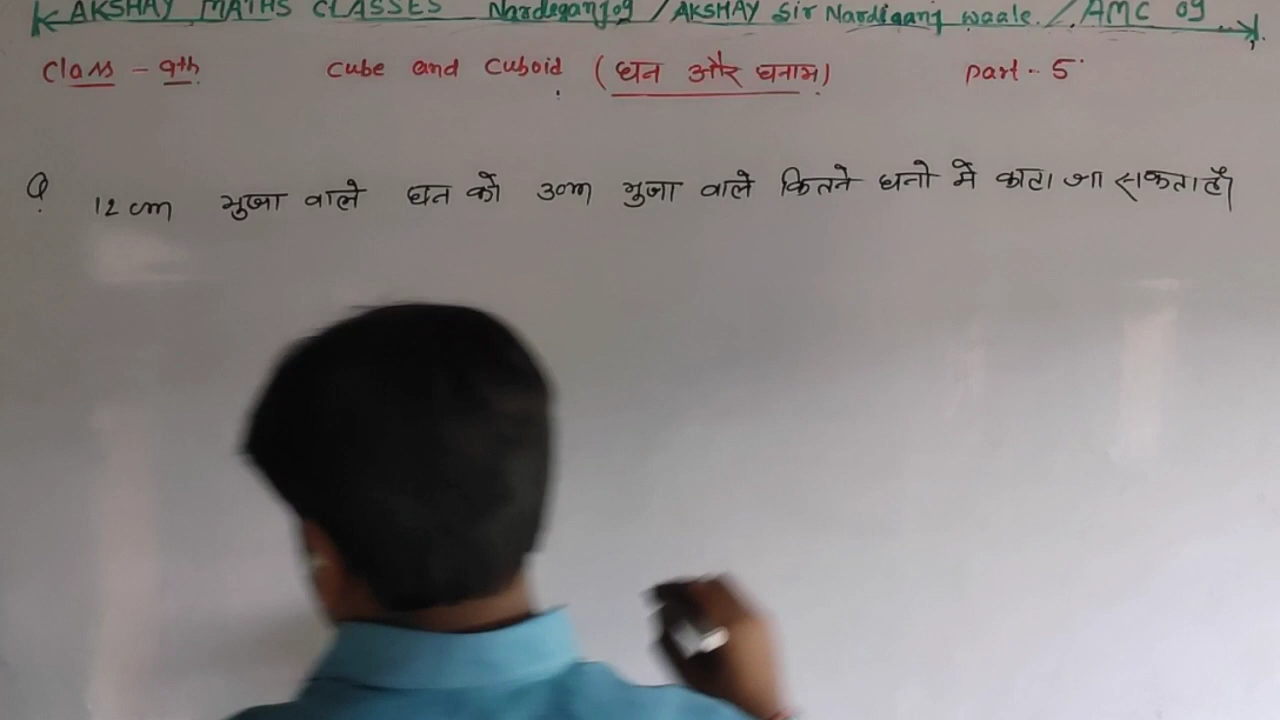 AKSHAY MATHS CLASSES Nardeganj09 / AKSHAY Sir Nardiganj waale. / AMC 09
Class - 9th cube and cuboid (घन और घनाभ) part - 5
Q 12 cm भुजा वाले घन को 3cm भुजा वाले कितने घनो में काटा जा सकता हैं।